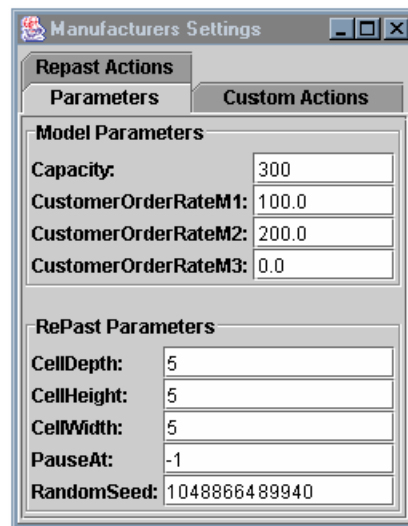 Manufacturers Settings
Repast Actions
Parameters Custom Actions
Model Parameters
Capacity: 300
CustomerOrderRateM1: 100.0
CustomerOrderRateM2: 200.0
CustomerOrderRateM3: 0.0
RePast Parameters
CellDepth: 5
CellHeight: 5
CellWidth: 5
PauseAt: -1
RandomSeed: 1048866489940